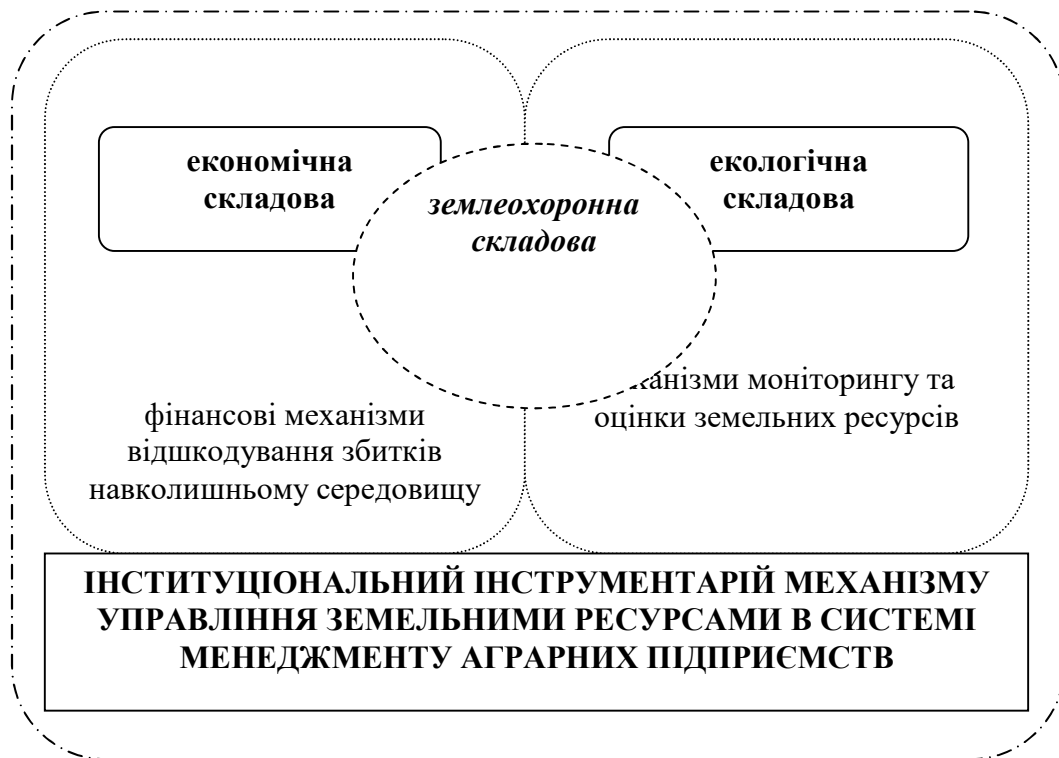 економічна
складова
екологічна
складова
землеохоронна
складова
фінансові механізми
відшкодування збитків
навколишньому середовищу
моніторингу та
оцінки земельних ресурсів
ІНСТИТУЦІОНАЛЬНИЙ ІНСТРУМЕНТАРІЙ МЕХАНІЗМУ
УПРАВЛІННЯ ЗЕМЕЛЬНИМИ РЕСУРСАМИ В СИСТЕМІ
МЕНЕДЖМЕНТУ АГРАРНИХ ПІДПРИЄМСТВ